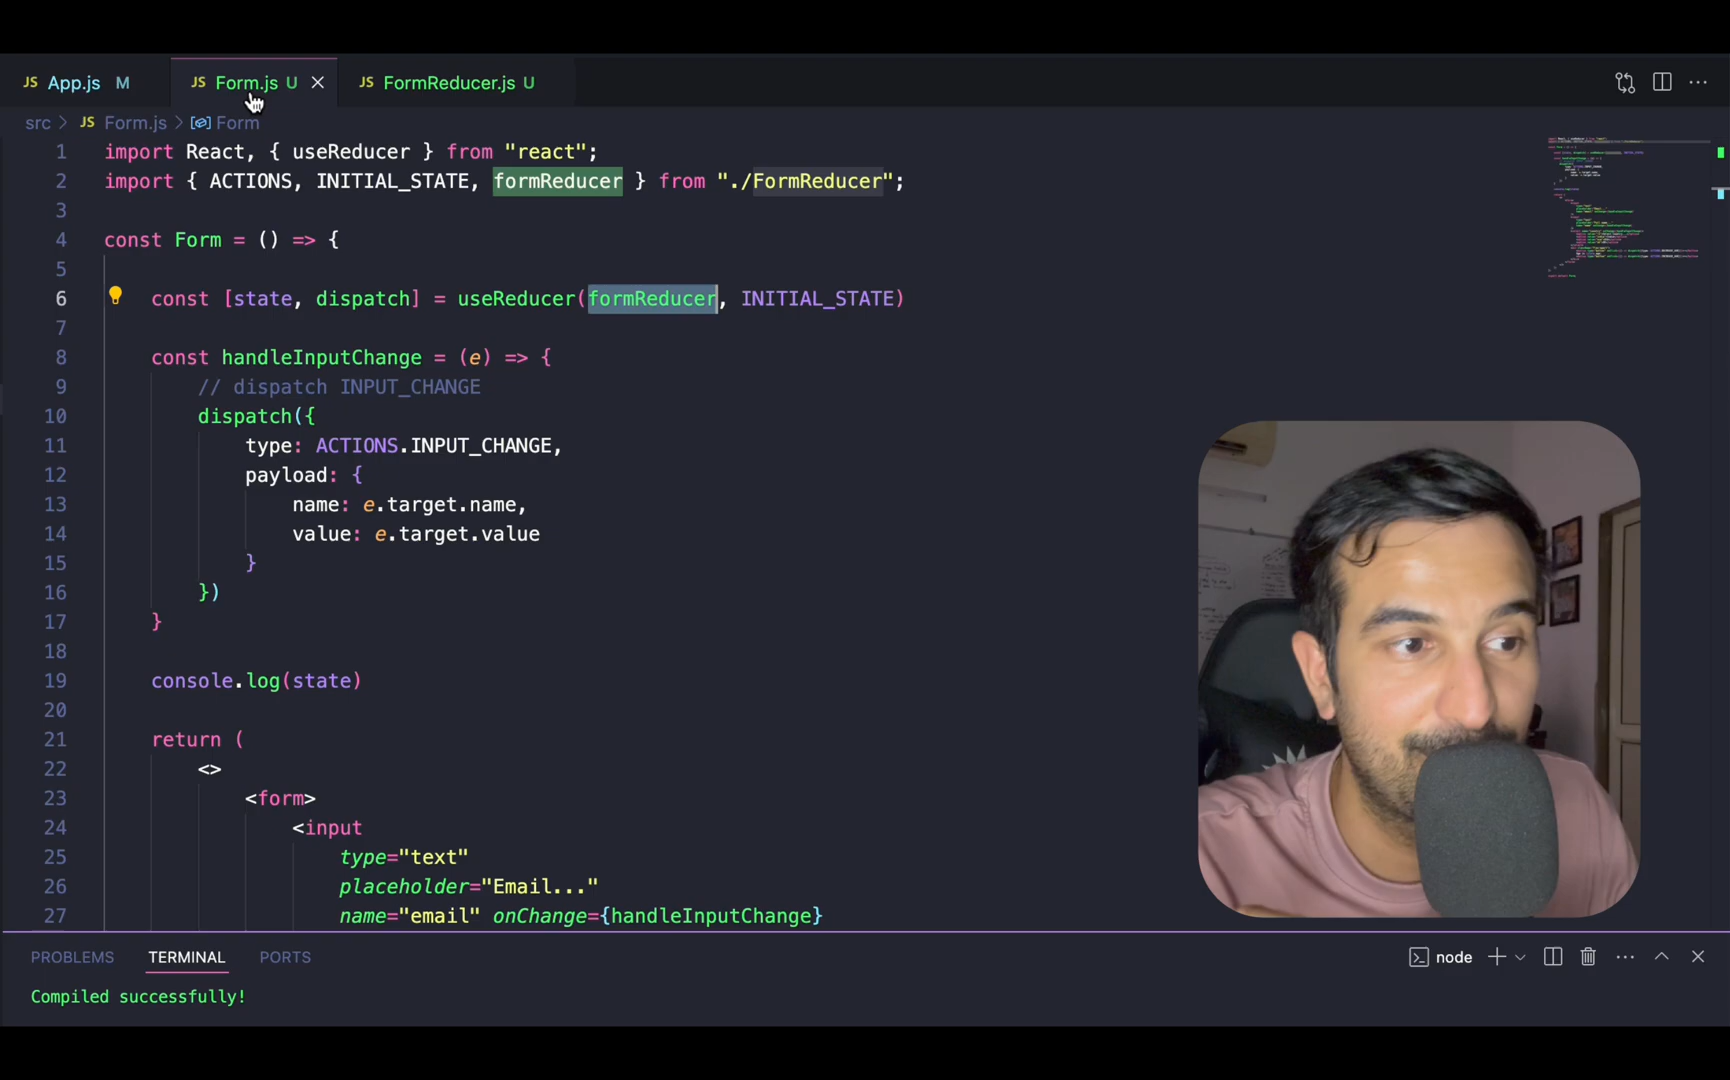 JS App.js M
JS Form.js U
JS FormReducer.js U
src > JS Form.js > Form
1 import React, { useReducer } from "react";
2 import { ACTIONS, INITIAL_STATE, formReducer } from "./FormReducer";
3
4 const Form = () => {
5
6 const [state, dispatch] = useReducer(formReducer, INITIAL_STATE)
7
8 const handleInputChange = (e) => {
9 // dispatch INPUT_CHANGE
10 dispatch({
11 type: ACTIONS.INPUT_CHANGE,
12 payload: {
13 name: e.target.name,
14 value: e.target.value
15 }
16 })
17 }
18
19 console.log(state)
20
21 return (
22 <>
23 <form>
24 <input
25 type="text"
26 placeholder="Email..."
27 name="email" onChange={handleInputChange}
PROBLEMS TERMINAL PORTS
node
Compiled successfully!